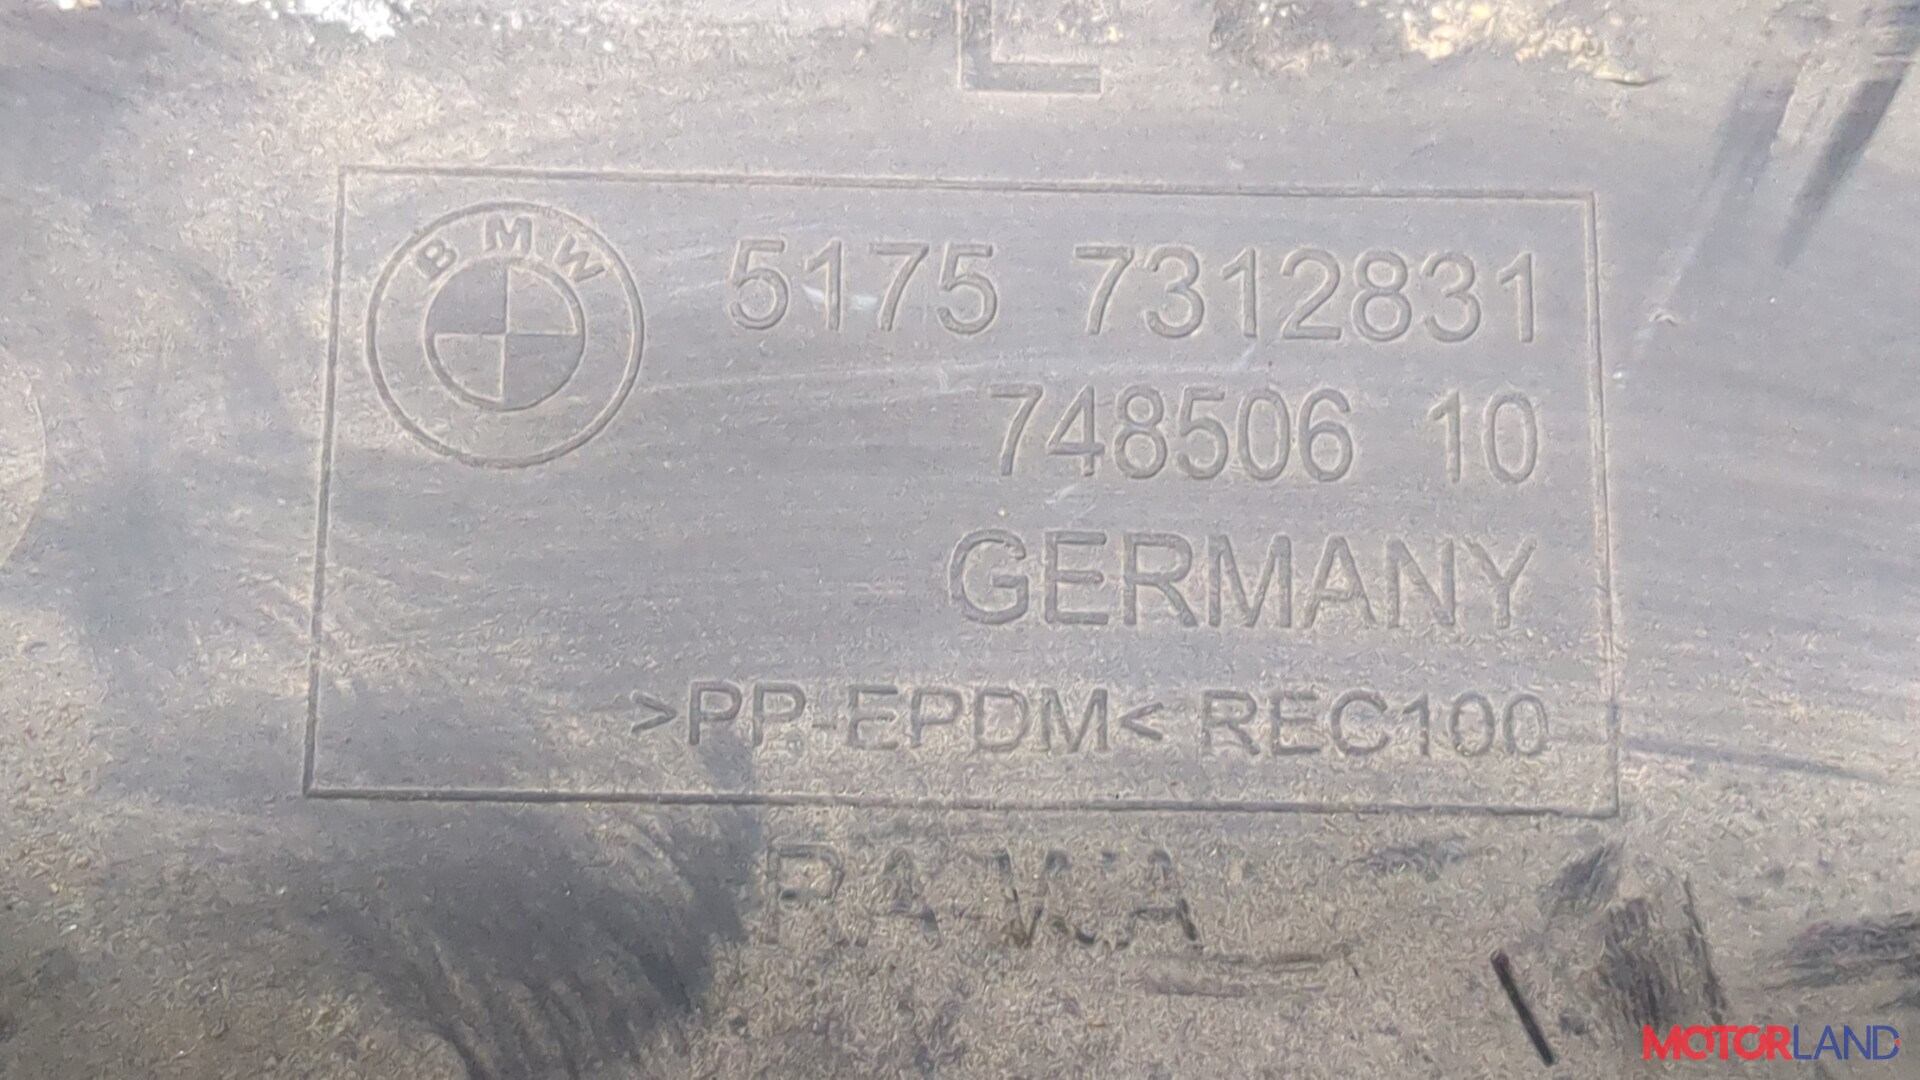 L
BMW
5175 7312831
748506 10
GERMANY
>PP-EPDM< REC100
MOTORLAND